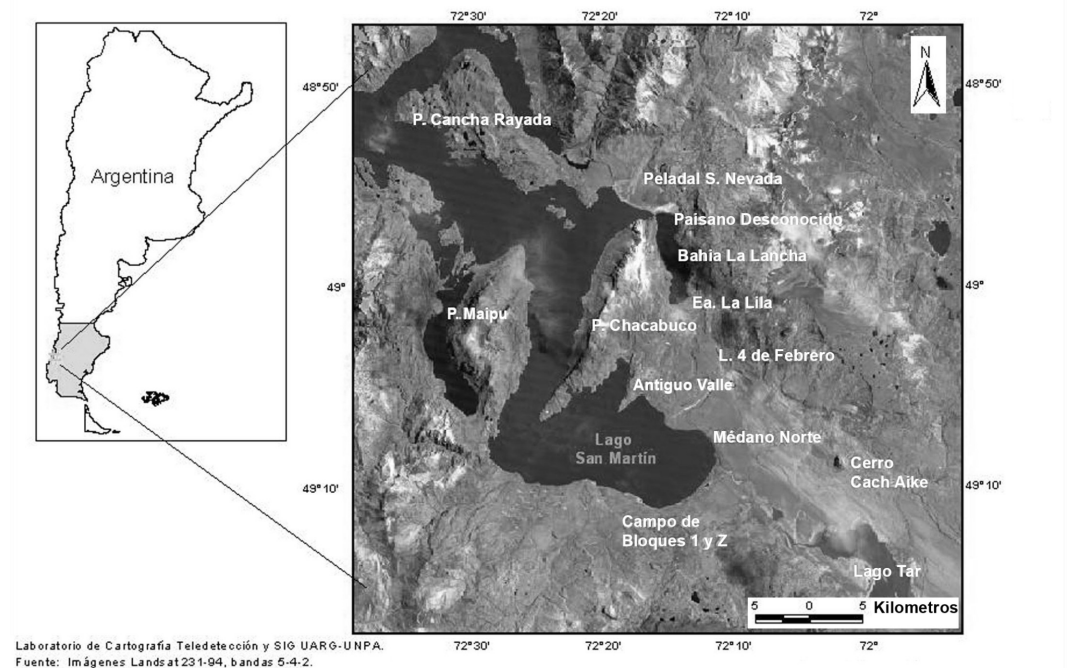 72°30'
72°20'
72°10'
72°
48°50'
48°50'
N
P. Cancha Rayada
Argentina
Peladal S. Nevada
Paisano Desconocido
Bahia La Lancha
49°
49°
Ea. La Lila
P. Maipu
P. Chacabuco
L. 4 de Febrero
Antiguo Valle
Médano Norte
Lago
San Martín
Cerro
Cach Aike
49°10'
49°10'
Campo de
Bloques 1 y Z
Lago Tar
5 0 5 Kilometros
72°30'
72°20'
72°10'
72°
Laboratorio de Cartografía Teledetección y SIG UARG-UNPA.
Fuente: Imágenes Landsat 231-94, bandas 5-4-2.